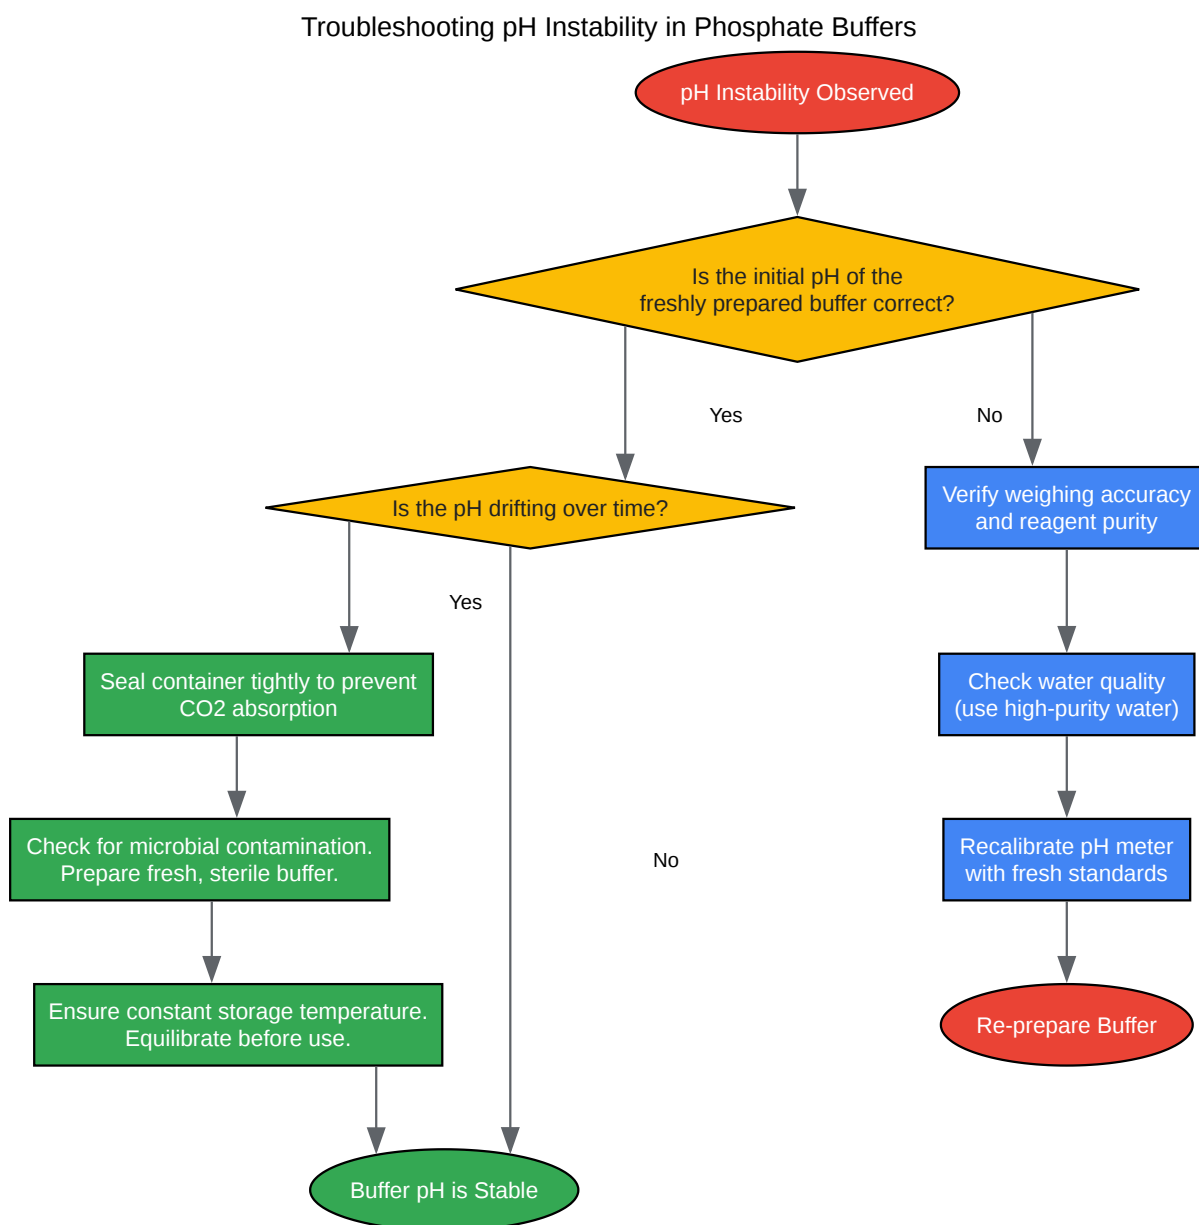 Troubleshooting pH Instability in Phosphate Buffers
pH Instability Observed
Is the initial pH of the
freshly prepared buffer correct?
Yes
No
Is the pH drifting over time?
Verify weighing accuracy
and reagent purity
Yes
Seal container tightly to prevent
CO2 absorption
Check water quality
(use high-purity water)
Check for microbial contamination.
Prepare fresh, sterile buffer.
No
Recalibrate pH meter
with fresh standards
Ensure constant storage temperature.
Equilibrate before use.
Re-prepare Buffer
Buffer pH is Stable